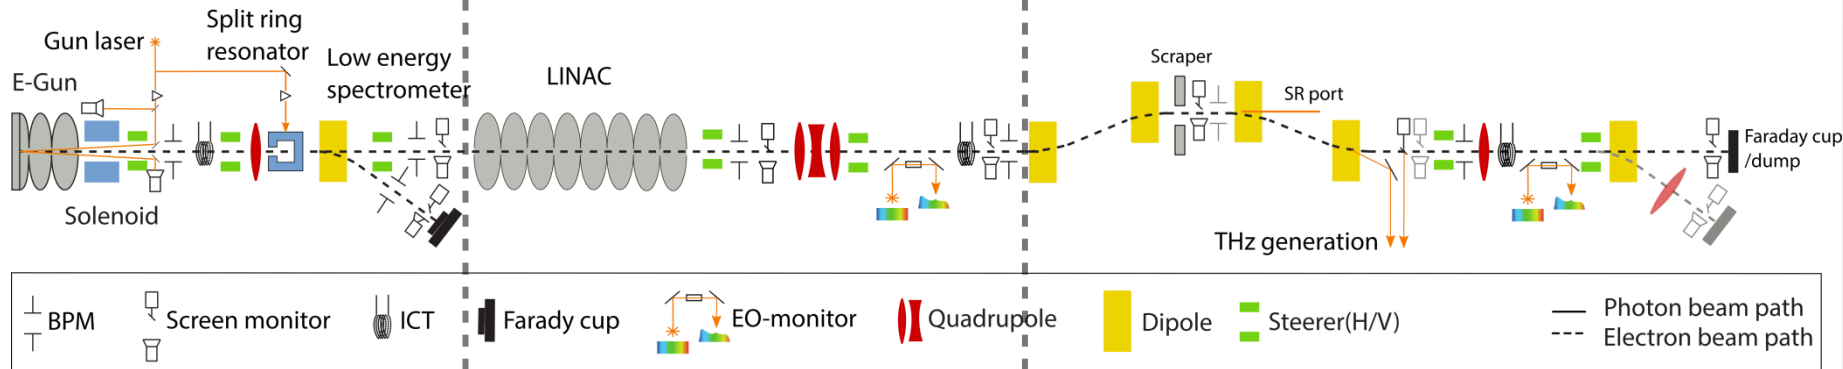 Gun laser
E-Gun
Solenoid
Split ring
resonator
Low energy
spectrometer
LINAC
Scraper
SR port
THz generation
Faraday cup
/dump
BPM
Screen monitor
ICT
Farady cup
EO-monitor
Quadrupole
Dipole
Steerer(H/V)
Photon beam path
Electron beam path